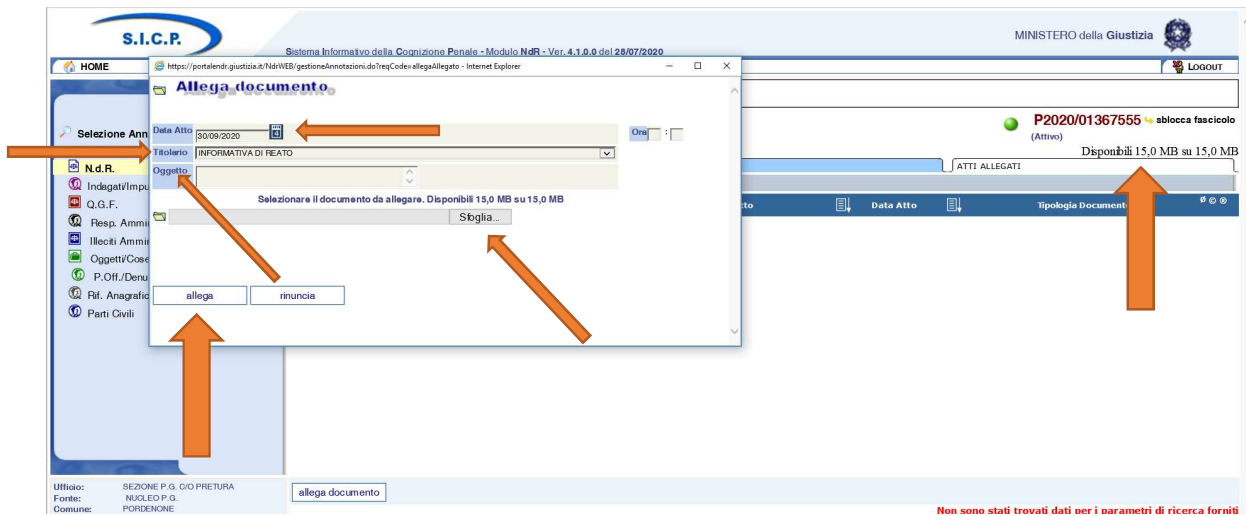 S.I.C.P.
Sistema Informativo della Cognizione Penale - Modulo NdR - Ver. 4.1.0.0 del 28/07/2020
MINISTERO della Giustizia
HOME
https://portalendr.giustizia.it/NdrWEB/gestioneAnnotazioni.do?reqCode=allegaAllegato - Internet Explorer
LOGOUT
Allega documento
Selezione Ann
Data Atto 30/09/2020
Ora :
P2020/01367555 sblocca fascicolo
(Attivo)
Titolario INFORMATIVA DI REATO
Disponibili 15,0 MB su 15,0 MB
N.d.R.
Oggetto
ATTI ALLEGATI
Indagati/Impu
Selezionare il documento da allegare. Disponibili 15,0 MB su 15,0 MB
Q.G.F.
Sfoglia...
tto
Data Atto
Tipologia Document
Resp. Ammi
Illeciti Ammi
Oggetti/Cose
P.Off./Denu
Rif. Anagrafic
allega
rinuncia
Parti Civili
Ufficio: SEZIONE P.G. C/O PRETURA
Fonte: NUCLEO P.G.
Comune: PORDENONE
allega documento
Non sono stati trovati dati per i parametri di ricerca forniti